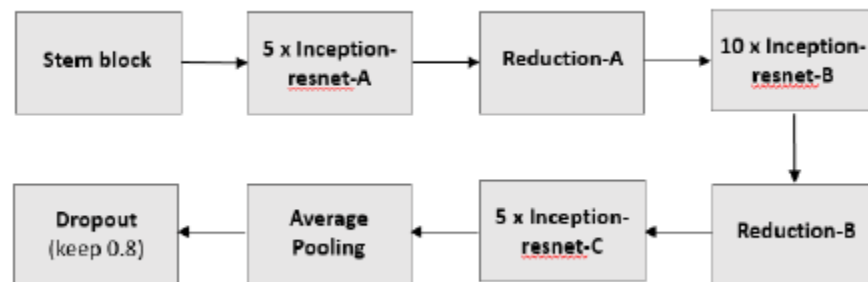 Stem block
5 x Inception-
resnet-A
Reduction-A
10 x Inception-
resnet-B
Reduction-B
5 x Inception-
resnet-C
Average
Pooling
Dropout
(keep 0.8)